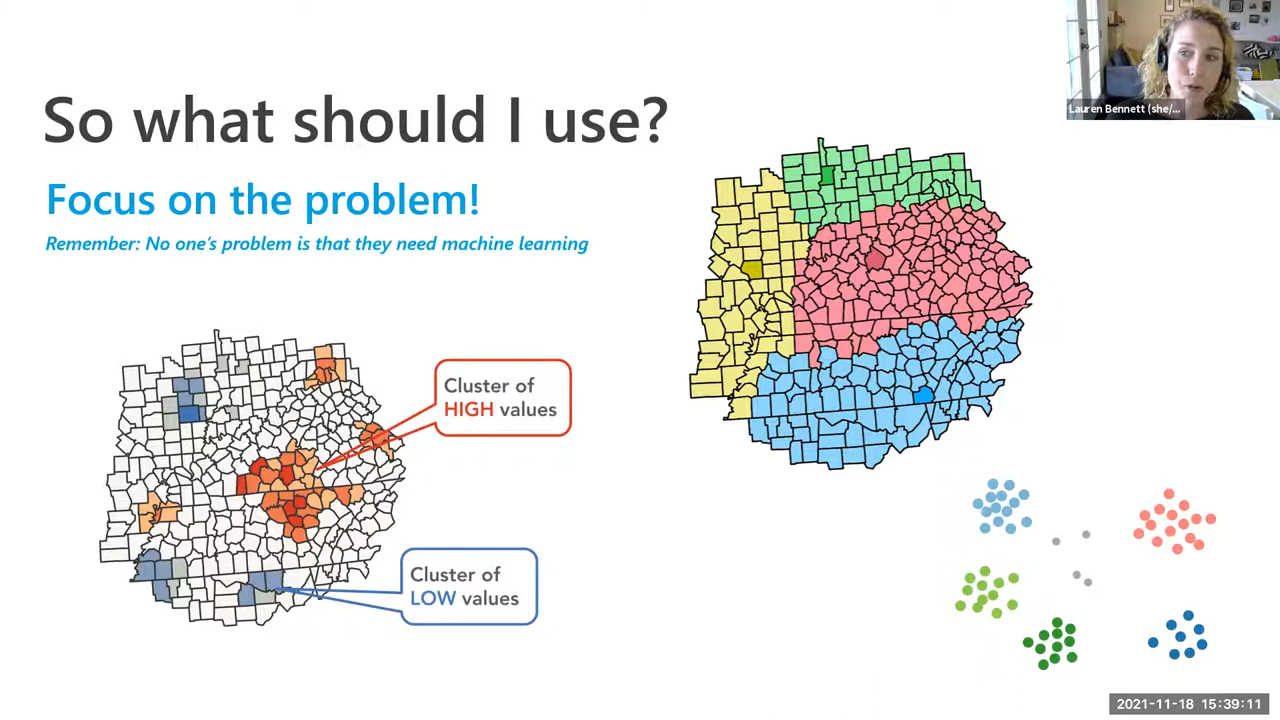 So what should I use?
Focus on the problem!
Remember: No one's problem is that they need machine learning
Lauren Bennett (she/...
Cluster of
HIGH values
Cluster of
LOW values
2021-11-18 15:39:11